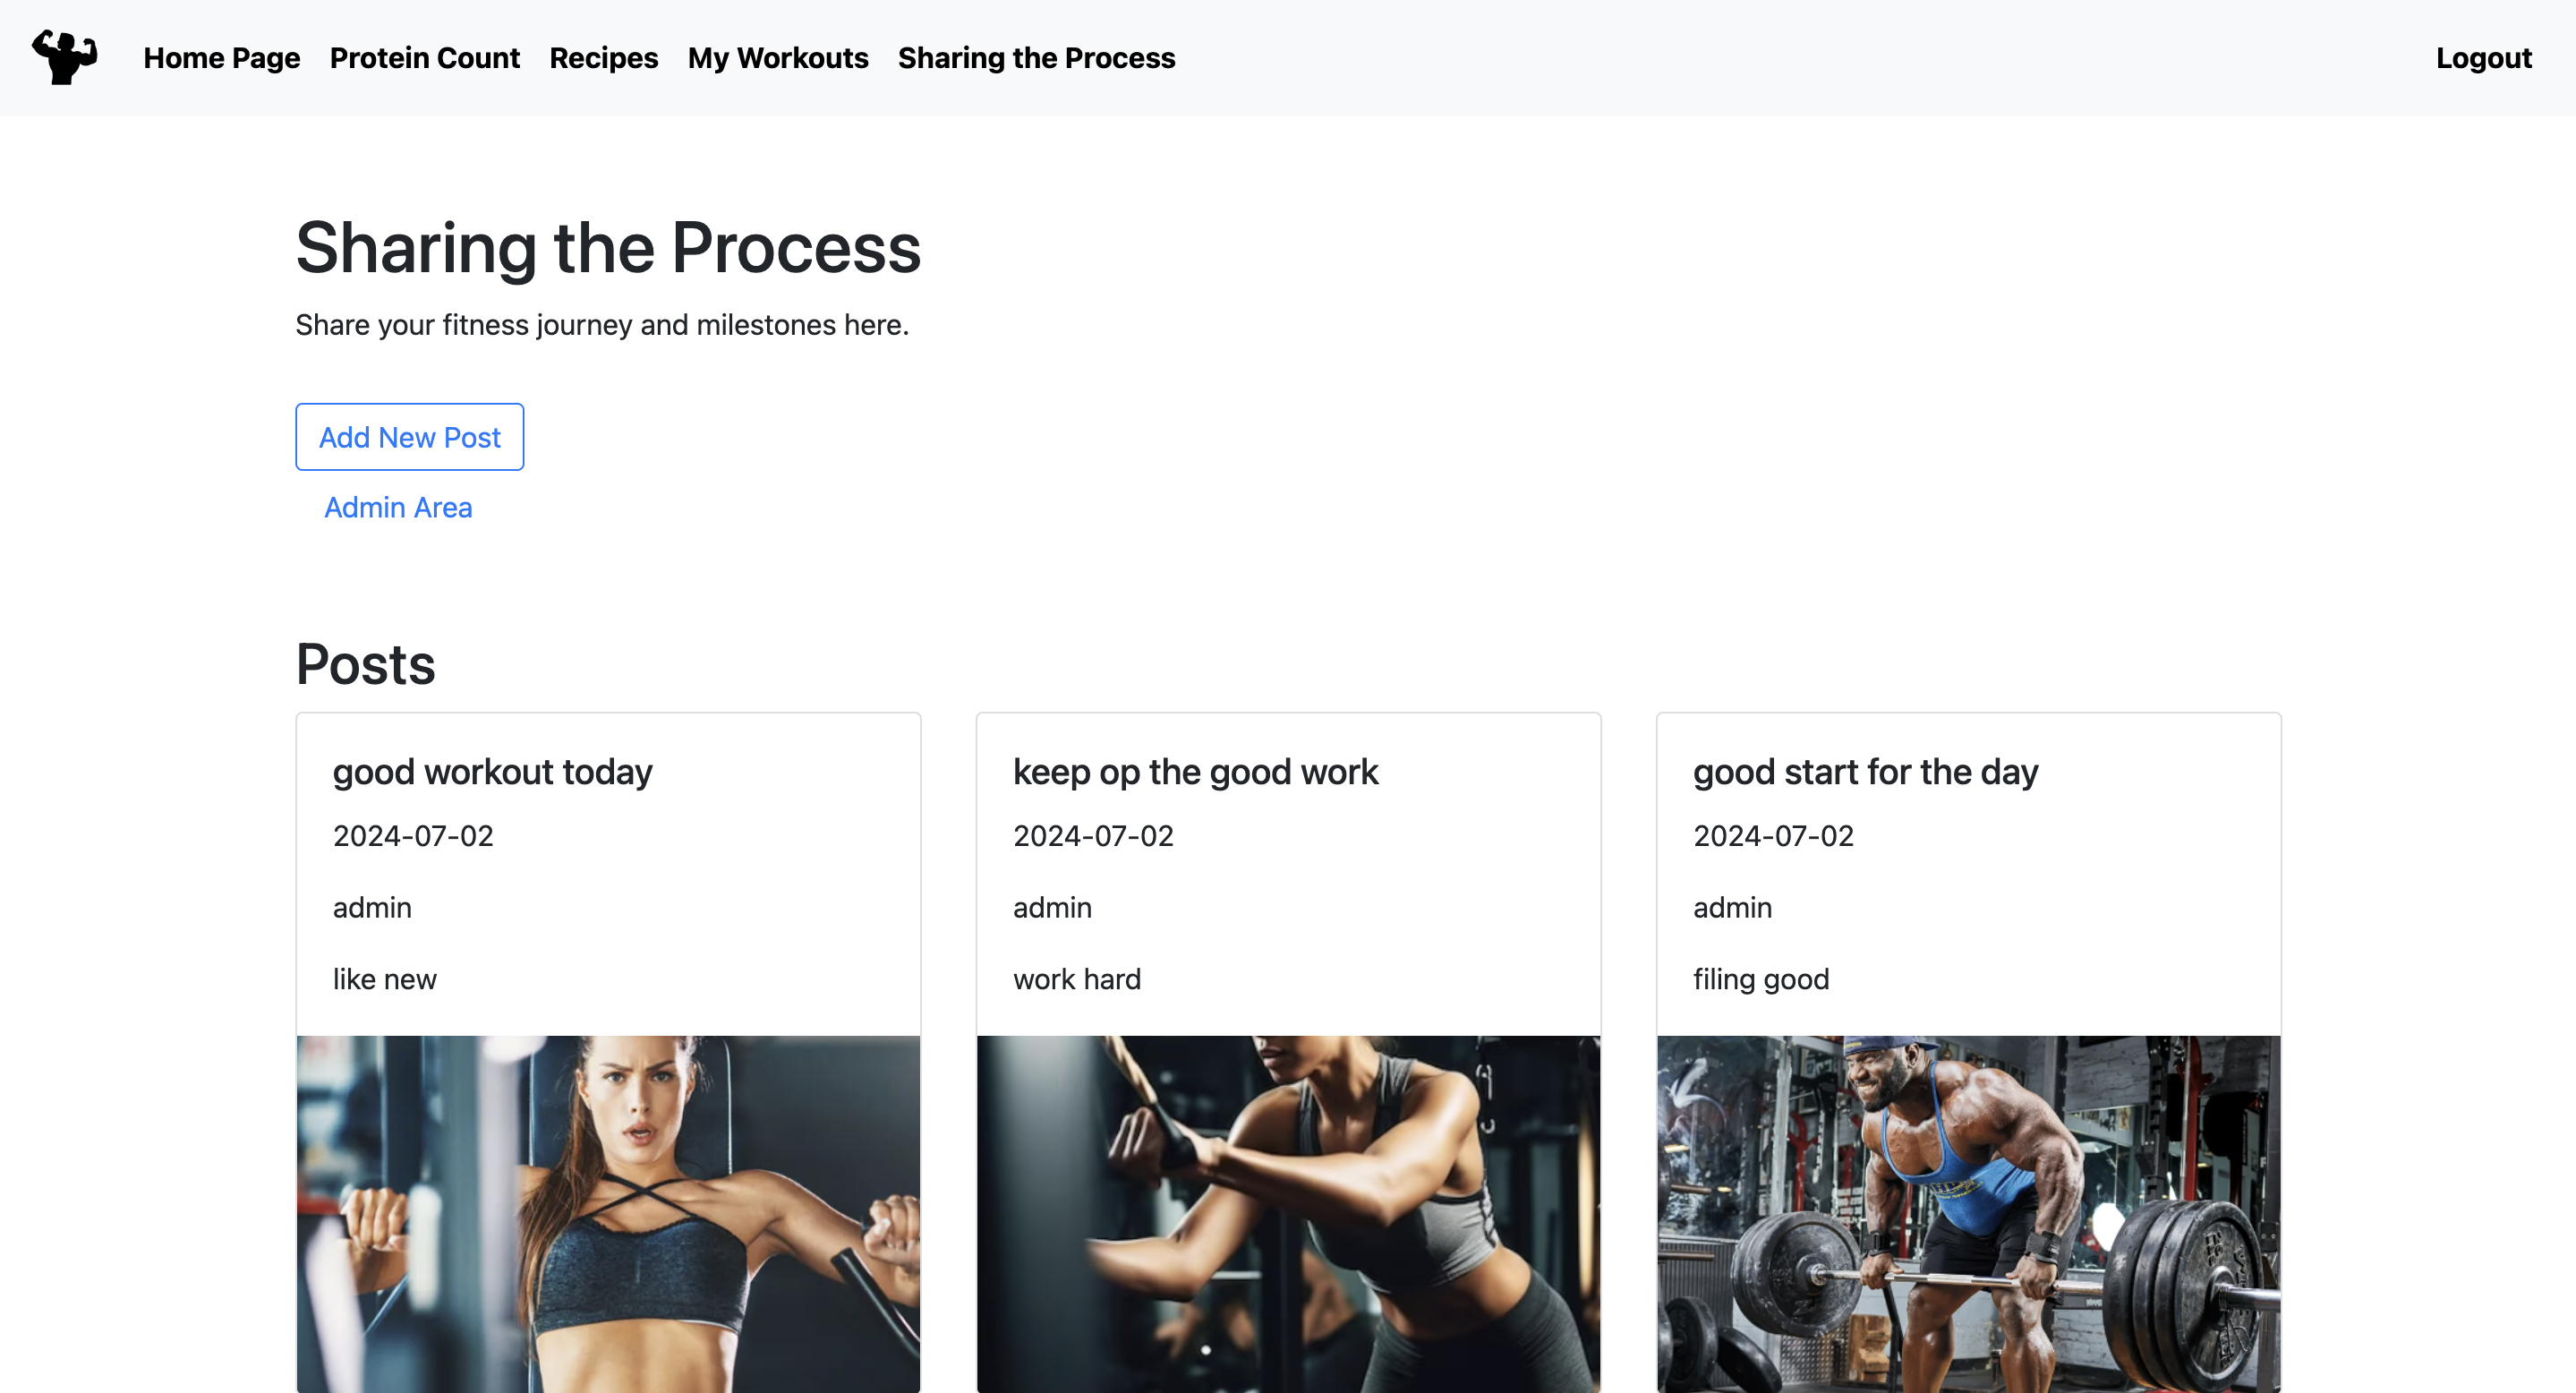 Home Page Protein Count Recipes My Workouts Sharing the Process Logout
Sharing the Process
Share your fitness journey and milestones here.
Add New Post
Admin Area
Posts
good workout today
2024-07-02
admin
like new
keep op the good work
2024-07-02
admin
work hard
good start for the day
2024-07-02
admin
filing good